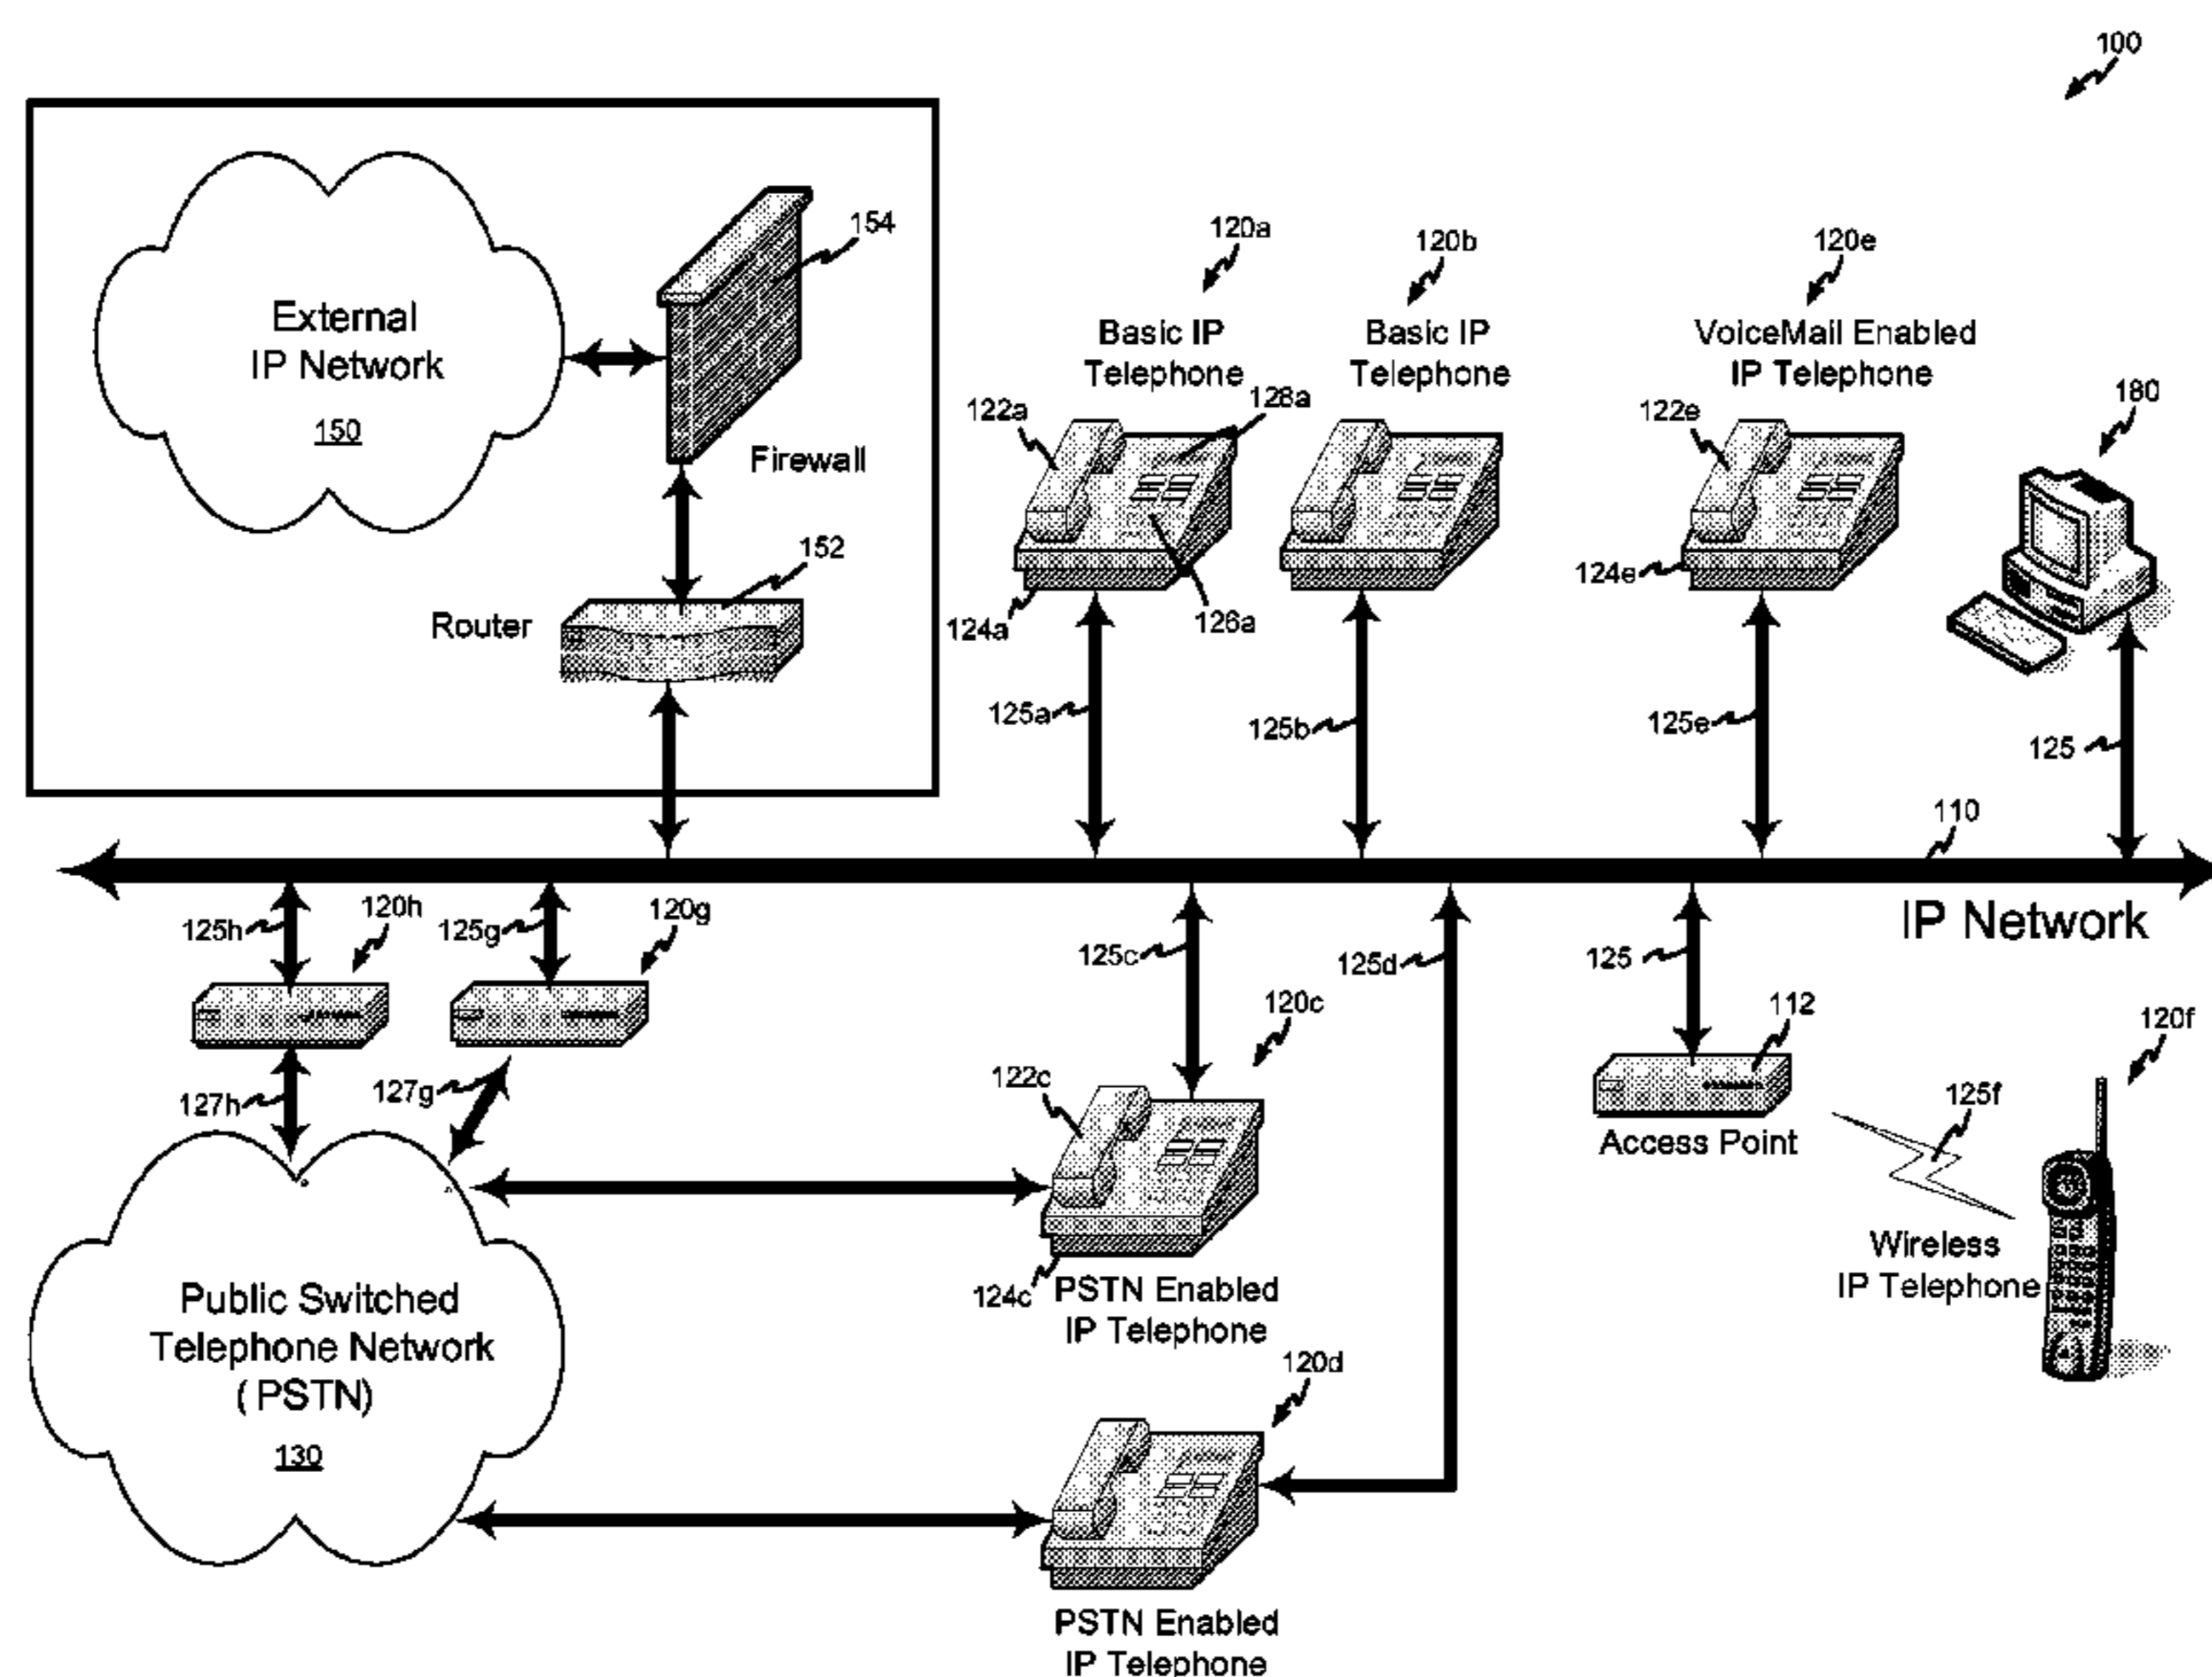 100
154
120a
120b
120e
External
IP Network
150
Basic IP
Telephone
Basic IP
Telephone
VoiceMail Enabled
IP Telephone
122a
128a
122e
180
Firewall
152
Router
124a
126a
124e
125a
125b
125e
125
110
IP Network
125h
120h
125g
120g
125c
125d
125
120c
112
120f
127h
127g
122c
125f
Access Point
Wireless
IP Telephone
124c
PSTN Enabled
IP Telephone
Public Switched
Telephone Network
( PSTN)
130
120d
PSTN Enabled
IP Telephone